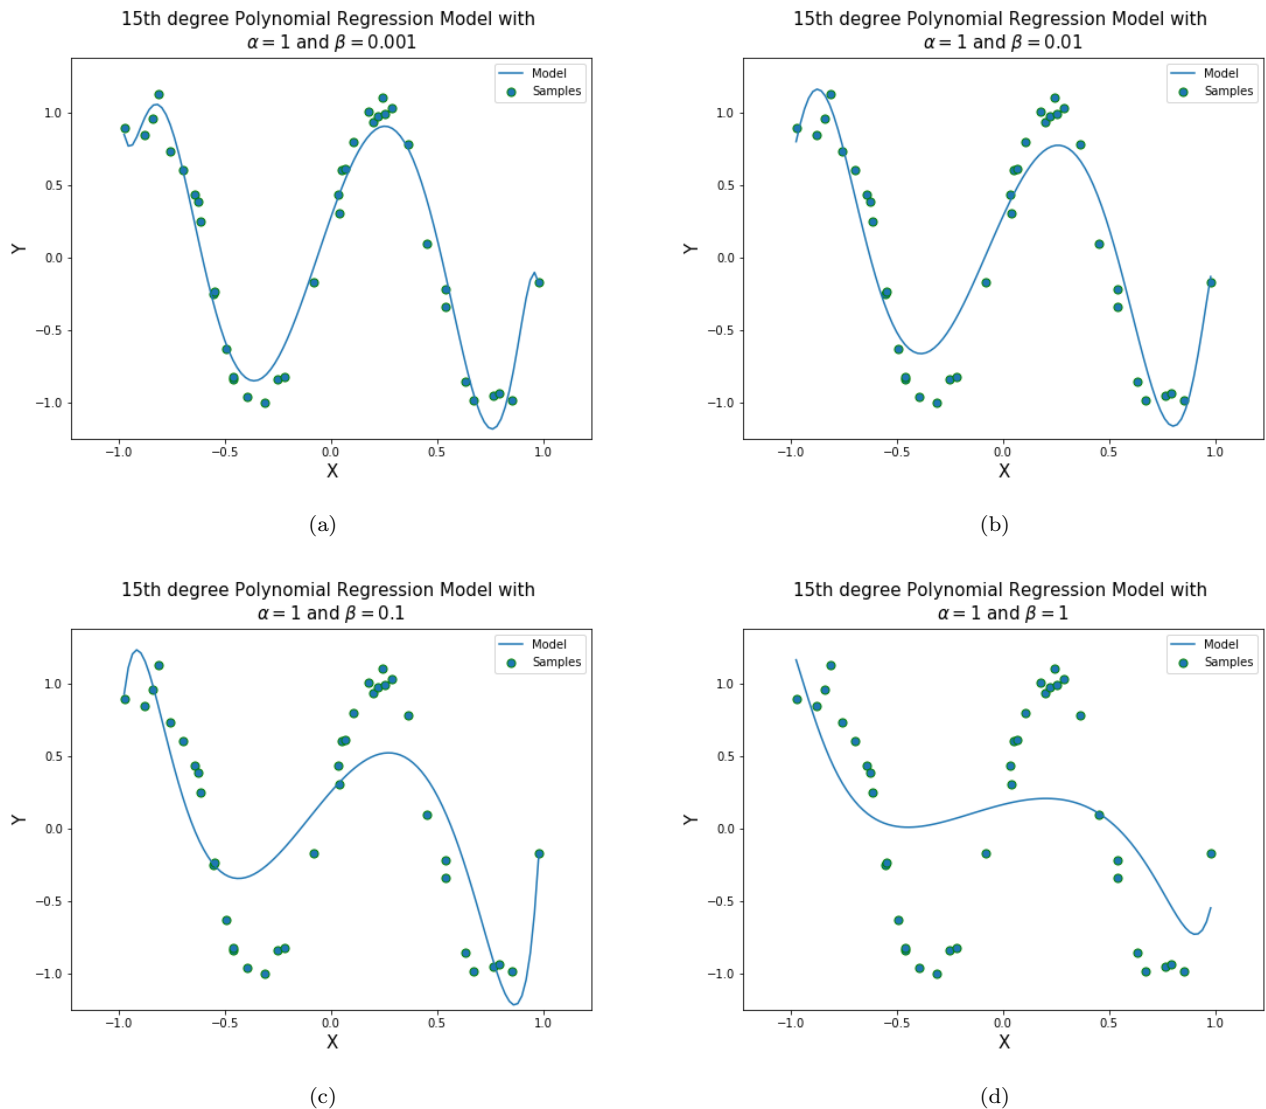 15th degree Polynomial Regression Model with
α = 1 and β = 0.001
Model
Samples
1.0
0.5
0.0
−0.5
−1.0
Y
−1.0 −0.5 0.0 0.5 1.0
X
(a)
15th degree Polynomial Regression Model with
α = 1 and β = 0.01
Model
Samples
1.0
0.5
0.0
−0.5
−1.0
Y
−1.0 −0.5 0.0 0.5 1.0
X
(b)
15th degree Polynomial Regression Model with
α = 1 and β = 0.1
Model
Samples
1.0
0.5
0.0
−0.5
−1.0
Y
−1.0 −0.5 0.0 0.5 1.0
X
(c)
15th degree Polynomial Regression Model with
α = 1 and β = 1
Model
Samples
1.0
0.5
0.0
−0.5
−1.0
Y
−1.0 −0.5 0.0 0.5 1.0
X
(d)